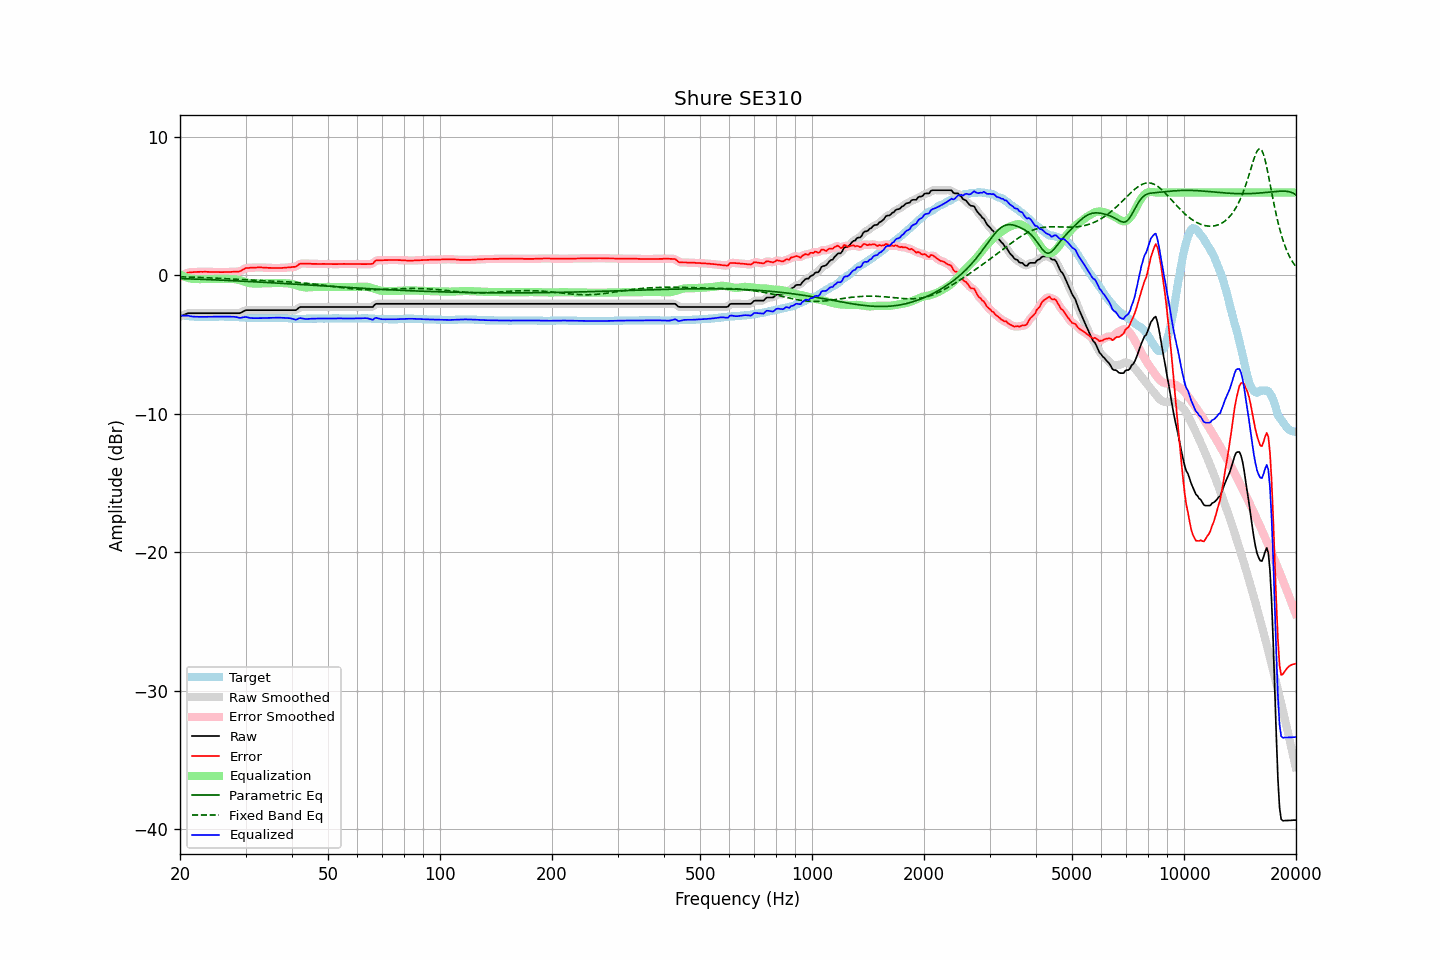 Shure SE310
Amplitude (dBr)
10
0
−10
−20
−30
−40
Target
Raw Smoothed
Error Smoothed
Raw
Error
Equalization
Parametric Eq
Fixed Band Eq
Equalized
20 50 100 200 500 1000 2000 5000 10000 20000
Frequency (Hz)